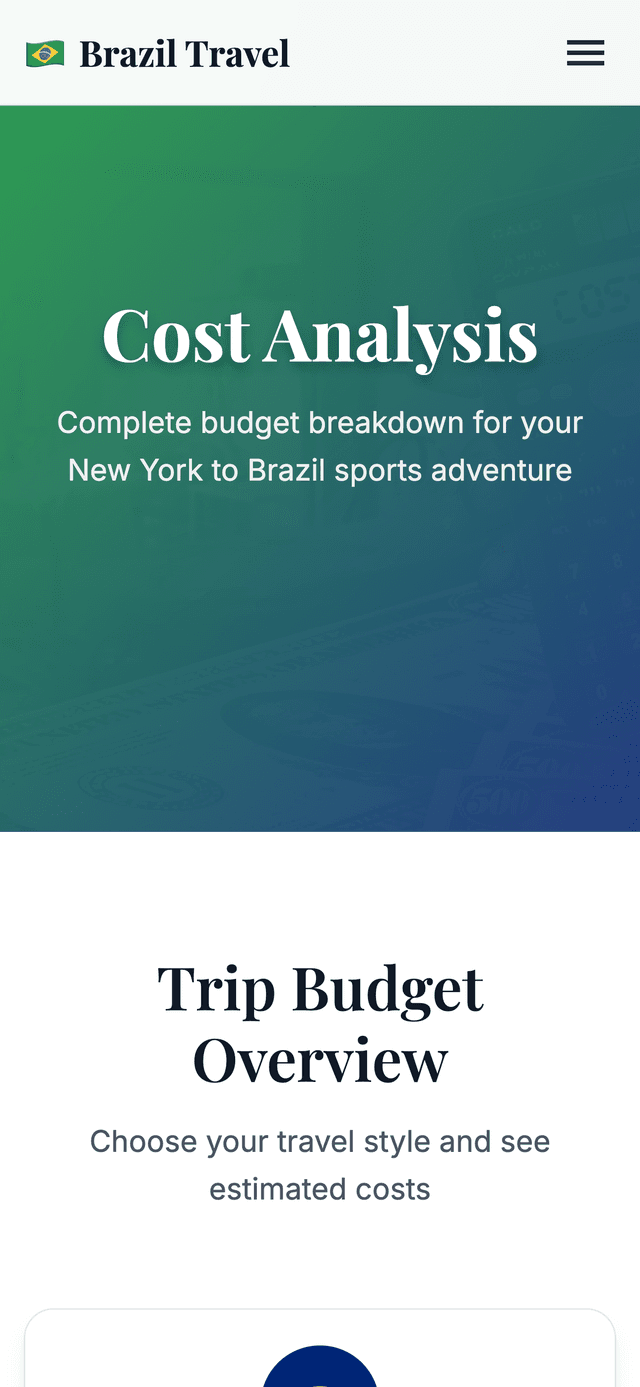 Brazil Travel
Cost Analysis
Complete budget breakdown for your
New York to Brazil sports adventure
Trip Budget
Overview
Choose your travel style and see
estimated costs